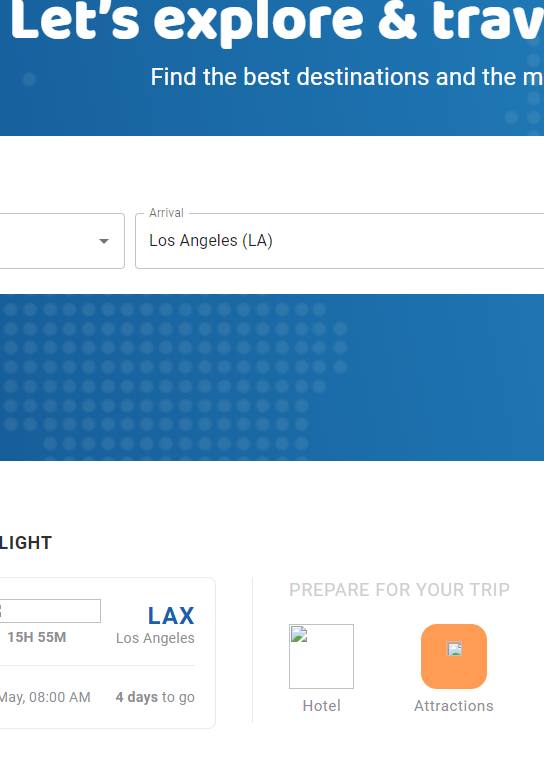 Let's explore & trav
Find the best destinations and the m
Arrival
Los Angeles (LA)
LIGHT
PREPARE FOR YOUR TRIP
LAX
15H 55M
Los Angeles
May, 08:00 AM
4 days to go
Hotel
Attractions